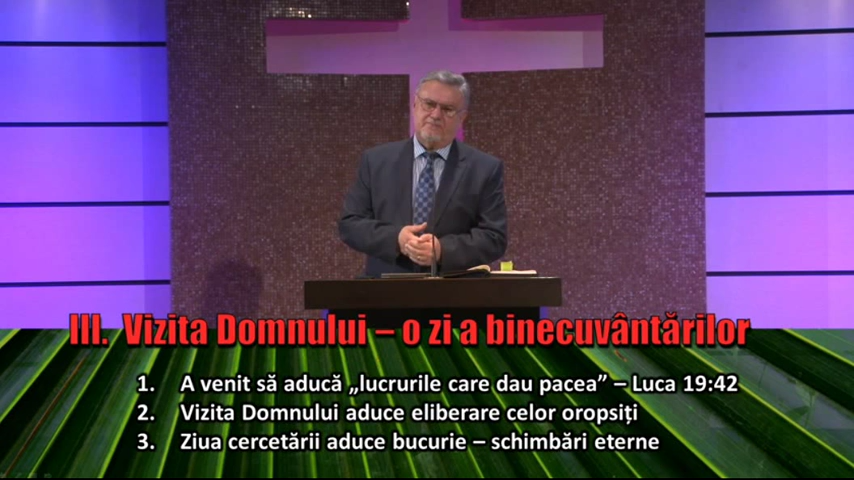 III. Vizita Domnului – o zi a binecuvântărilor
1. A venit să aducă „lucrurile care dau pacea” – Luca 19:42
2. Vizita Domnului aduce eliberare celor oropsiți
3. Ziua cercetării aduce bucurie – schimbări eterne